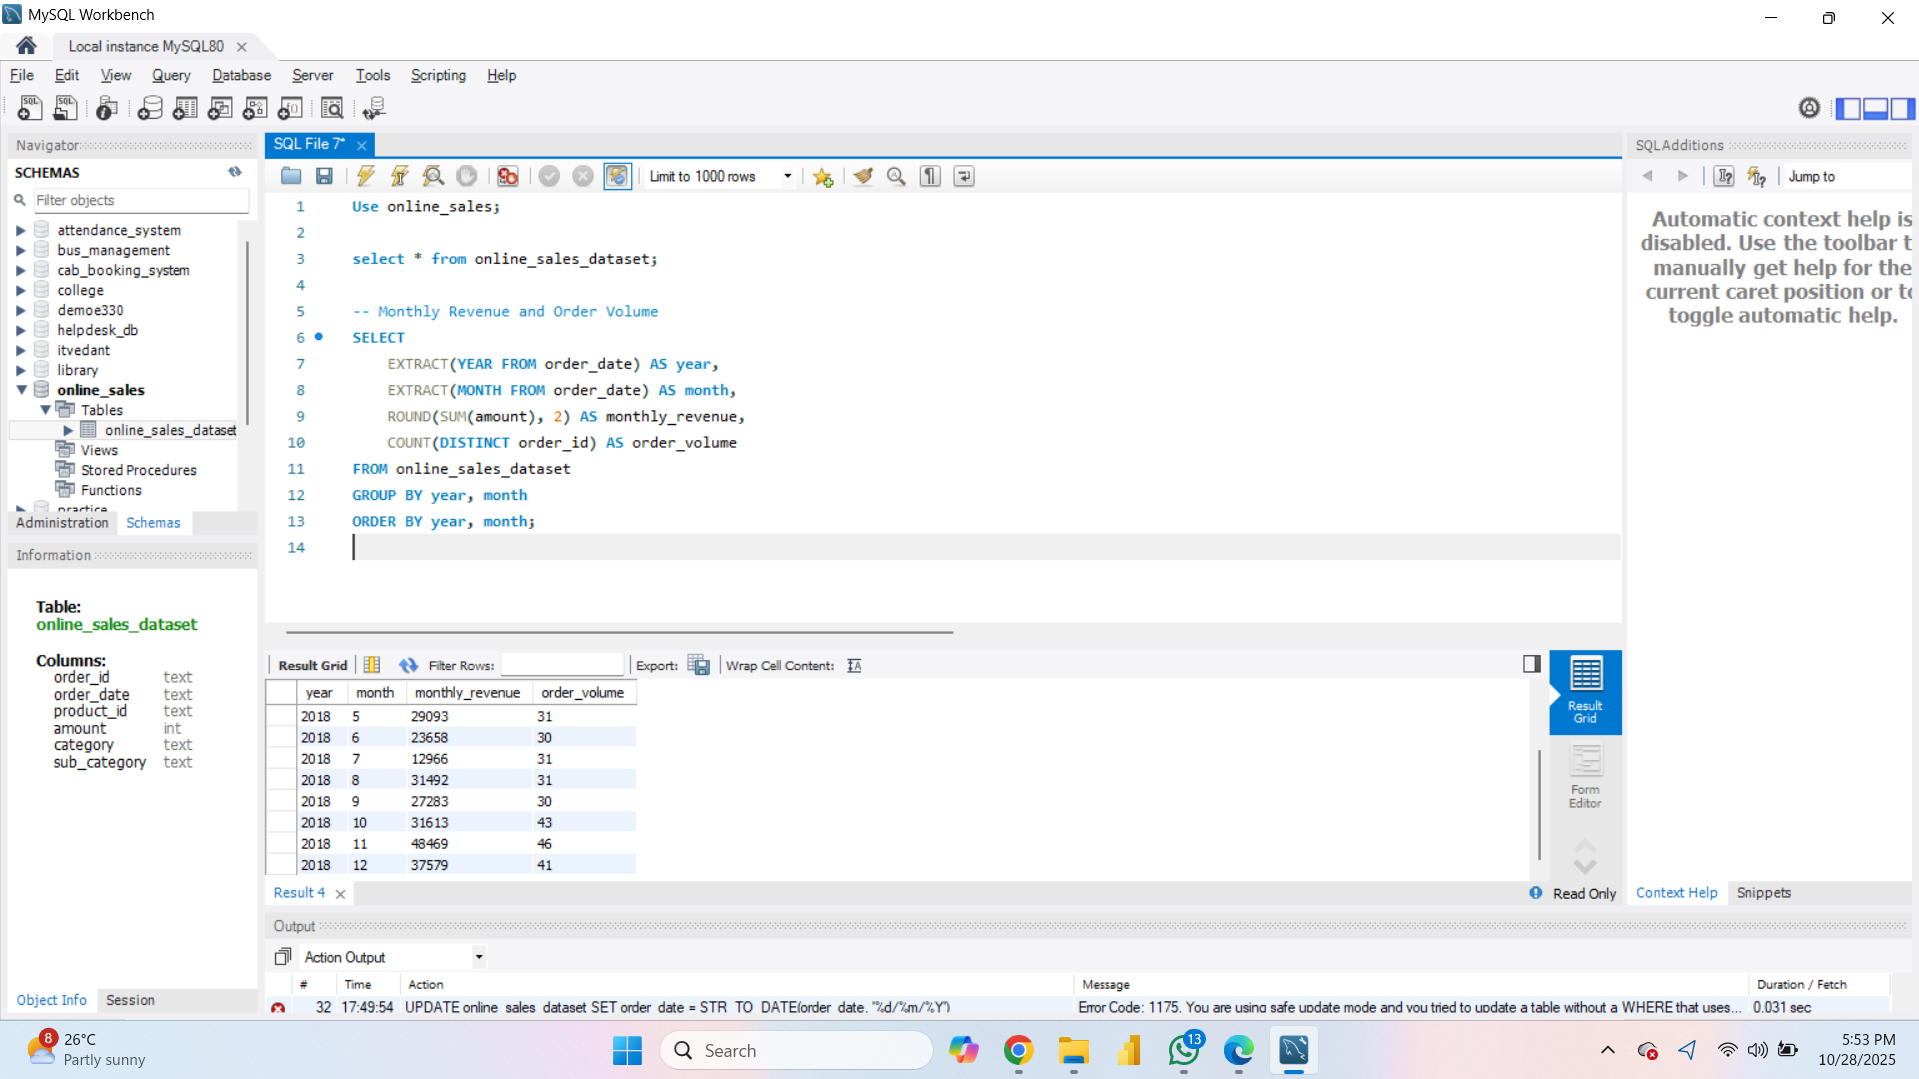 MySQL Workbench
Local instance MySQL80
File Edit View Query Database Server Tools Scripting Help
Navigator
SCHEMAS
Filter objects
attendance_system
bus_management
cab_booking_system
college
demoe330
helpdesk_db
itvedant
library
online_sales
Tables
online_sales_dataset
Views
Stored Procedures
Functions
practice
Administration Schemas
Information
Table:
online_sales_dataset
Columns:
order_id text
order_date text
product_id text
amount int
category text
sub_category text
Object Info Session
SQL File 7*
Limit to 1000 rows
1 Use online_sales;
2
3 select * from online_sales_dataset;
4
5 -- Monthly Revenue and Order Volume
6 SELECT
7 EXTRACT(YEAR FROM order_date) AS year,
8 EXTRACT(MONTH FROM order_date) AS month,
9 ROUND(SUM(amount), 2) AS monthly_revenue,
10 COUNT(DISTINCT order_id) AS order_volume
11 FROM online_sales_dataset
12 GROUP BY year, month
13 ORDER BY year, month;
14
Result Grid Filter Rows: Export: Wrap Cell Content:
year month monthly_revenue order_volume
2018 5 29093 31
2018 6 23658 30
2018 7 12966 31
2018 8 31492 31
2018 9 27283 30
2018 10 31613 43
2018 11 48469 46
2018 12 37579 41
Result Grid
Form Editor
Result 4
Read Only
Output
Action Output
# Time Action Message Duration / Fetch
32 17:49:54 UPDATE online_sales_dataset SET order_date = STR_TO_DATE(order_date, '%d/%m/%Y') Error Code: 1175. You are using safe update mode and you tried to update a table without a WHERE that uses... 0.031 sec
SQLAdditions
Jump to
Automatic context help is
disabled. Use the toolbar t
manually get help for the
current caret position or to
toggle automatic help.
Context Help Snippets
8
26°C
Partly sunny
Search
13
5:53 PM
10/28/2025